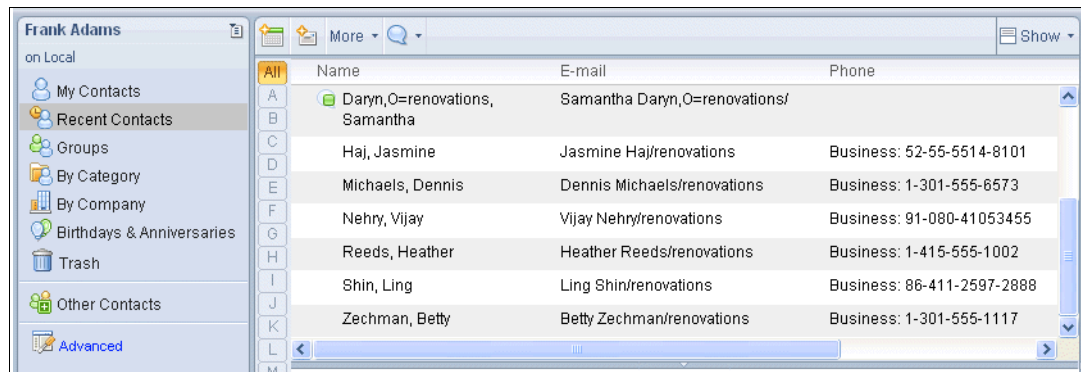 Frank Adams
on Local
My Contacts
Recent Contacts
Groups
By Category
By Company
Birthdays & Anniversaries
Trash
Other Contacts
Advanced
More
Show
All
A
B
C
D
E
F
G
H
I
J
K
L
M
Name E-mail Phone
Daryn,O=renovations, Samantha Daryn,O=renovations/
Samantha
Haj, Jasmine Jasmine Haj/renovations Business: 52-55-5514-8101
Michaels, Dennis Dennis Michaels/renovations Business: 1-301-555-6573
Nehry, Vijay Vijay Nehry/renovations Business: 91-080-41053455
Reeds, Heather Heather Reeds/renovations Business: 1-415-555-1002
Shin, Ling Ling Shin/renovations Business: 86-411-2597-2888
Zechman, Betty Betty Zechman/renovations Business: 1-301-555-1117